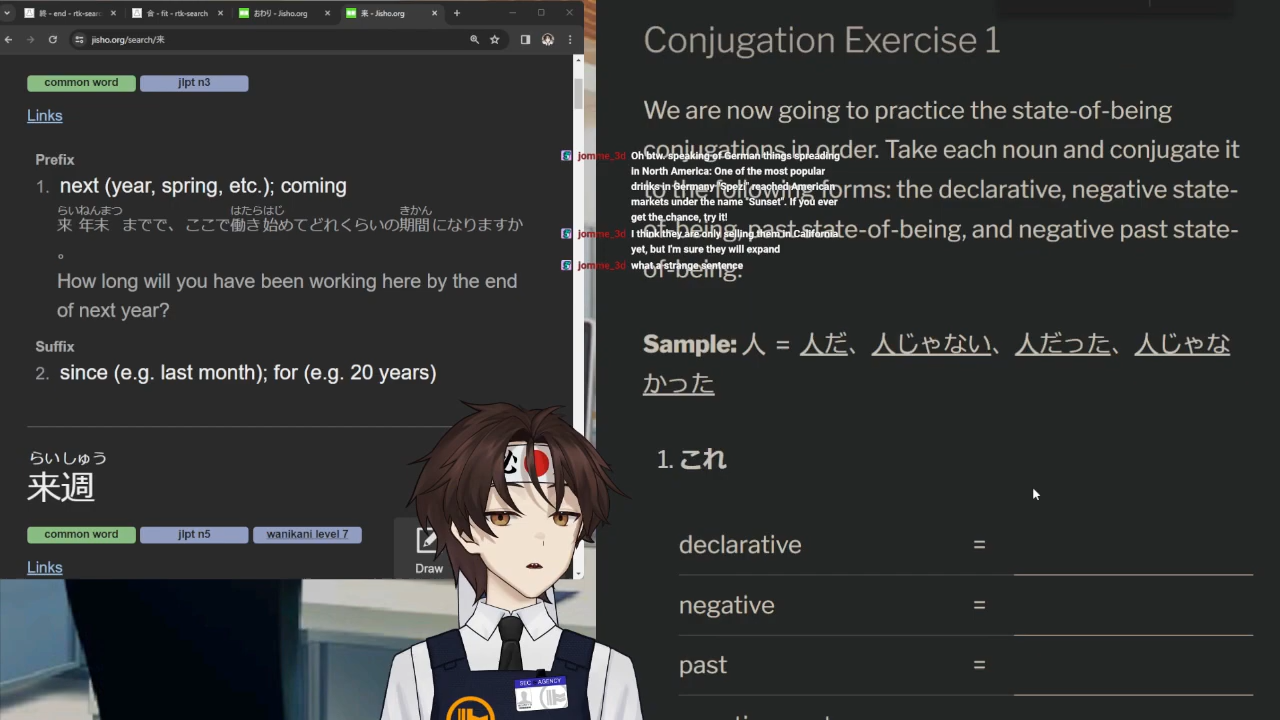 終 - end - rtk-sear
合 - fit - rtk-search
おわり - Jisho.org
来 - Jisho.org
jisho.org/search/来
common word
jlpt n3
Links
Prefix
1. next (year, spring, etc.); coming
らいねんまつ はたらはじ きかん
来 年末 までで、ここで働き始めてどれくらいの期間になりますか
。
How long will you have been working here by the end
of next year?
Suffix
2. since (e.g. last month); for (e.g. 20 years)
らいしゅう
来週
common word
jlpt n5
wanikani level 7
Links
Draw
SEC AGENCY
jomme_3d Oh btw. speaking of German things spreading
in North America: One of the most popular
drinks in Germany "Spezi" reached American
markets under the name "Sunset". If you ever
get the chance, try it!
jomme_3d I think they are only selling them in California
yet, but I'm sure they will expand
jomme_3d what a strange sentence
Conjugation Exercise 1
We are now going to practice the state-of-being
conjugations in order. Take each noun and conjugate it
to the following forms: the declarative, negative state-
of-being, past state-of-being, and negative past state-
of-being.
Sample: 人 = 人だ、人じゃない、人だった、人じゃな
かった
1. これ
declarative =
negative =
past =